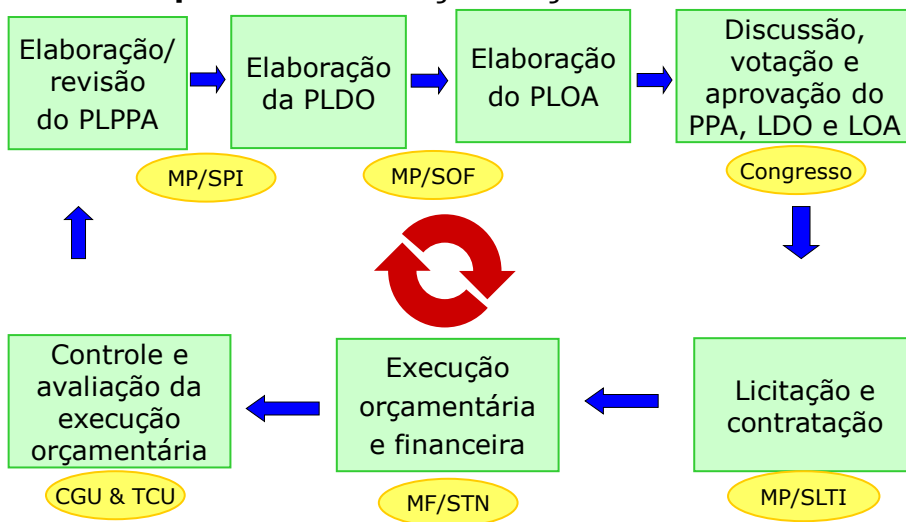 Elaboração/
revisão
do PLPPA
Elaboração
da PLDO
Elaboração
do PLOA
Discussão,
votação e
aprovação do
PPA, LDO e LOA
MP/SPI
MP/SOF
Congresso
Controle e
avaliação da
execução
orçamentária
Execução
orçamentária
e financeira
Licitação e
contratação
CGU & TCU
MF/STN
MP/SLTI